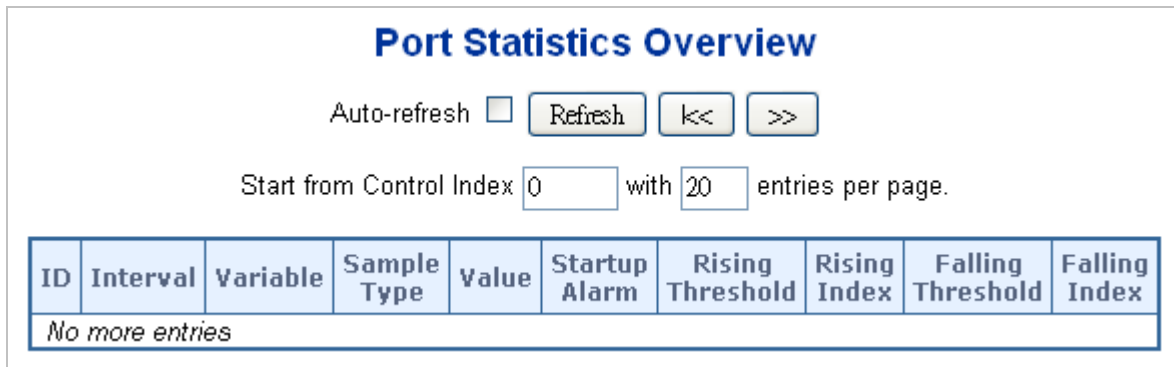 Port Statistics Overview
Auto-refresh Refresh |<< >>
Start from Control Index 0 with 20 entries per page.
ID Interval Variable Sample Type Value Startup Alarm Rising Threshold Rising Index Falling Threshold Falling Index
No more entries